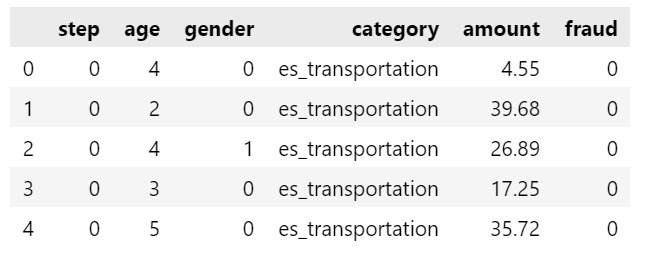 step age gender category amount fraud
0 0 4 0 es_transportation 4.55 0
1 0 2 0 es_transportation 39.68 0
2 0 4 1 es_transportation 26.89 0
3 0 3 0 es_transportation 17.25 0
4 0 5 0 es_transportation 35.72 0